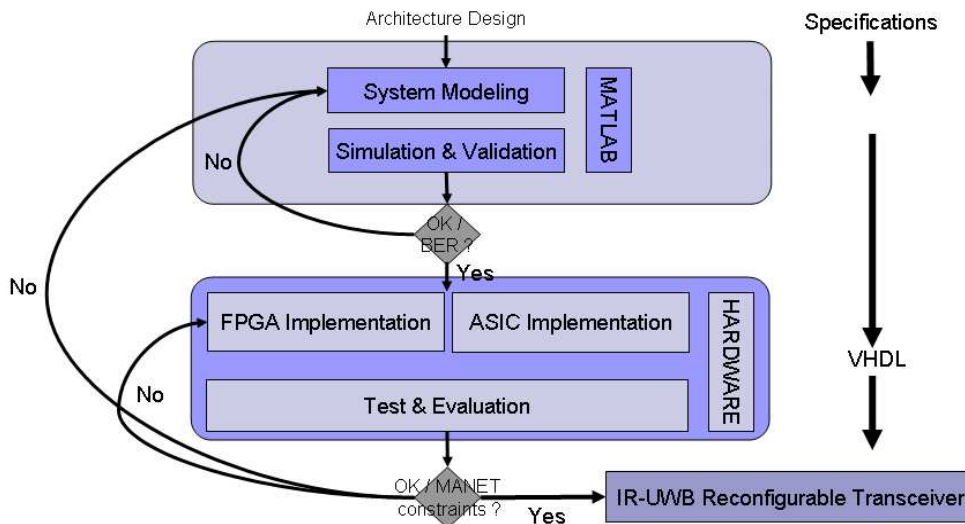 Architecture Design
Specifications
System Modeling
MATLAB
Simulation & Validation
No
OK /
BER ?
Yes
No
FPGA Implementation
ASIC Implementation
HARDWARE
VHDL
No
Test & Evaluation
OK / MANET
constraints ?
Yes
IR-UWB Reconfigurable Transceiver